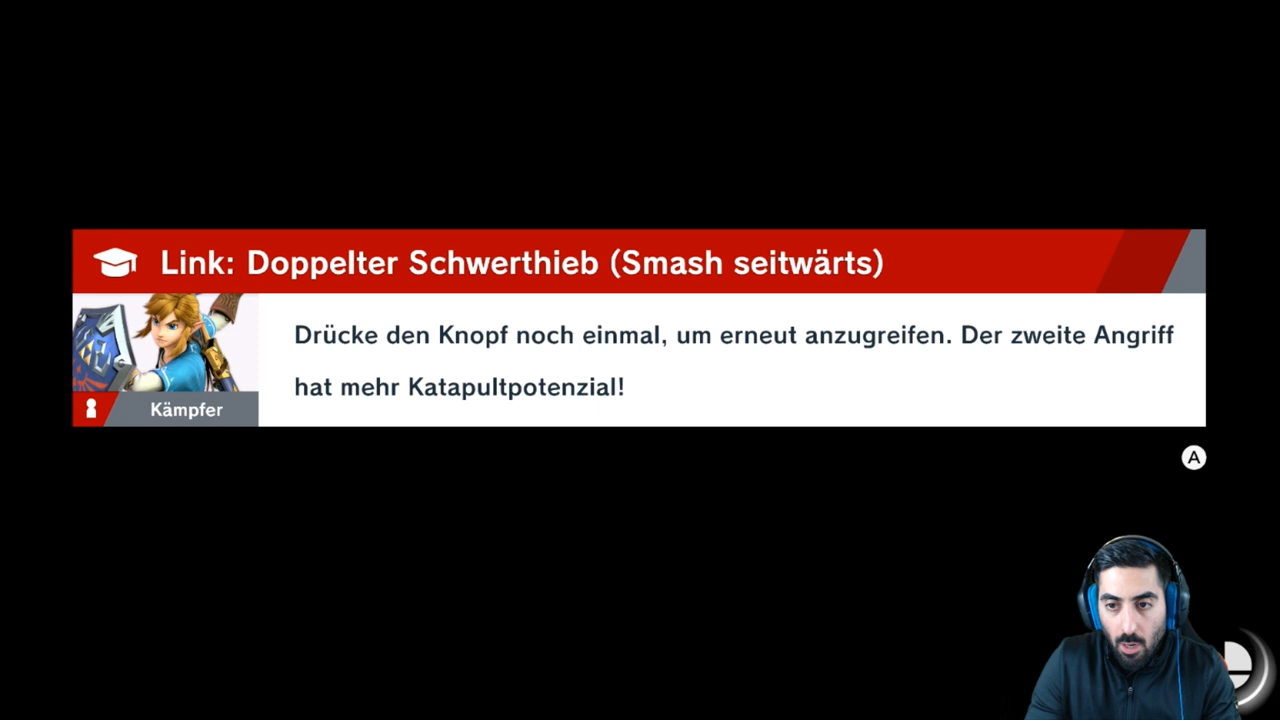 Link: Doppelter Schwerthieb (Smash seitwärts)
Drücke den Knopf noch einmal, um erneut anzugreifen. Der zweite Angriff
hat mehr Katapultpotenzial!
Kämpfer
A